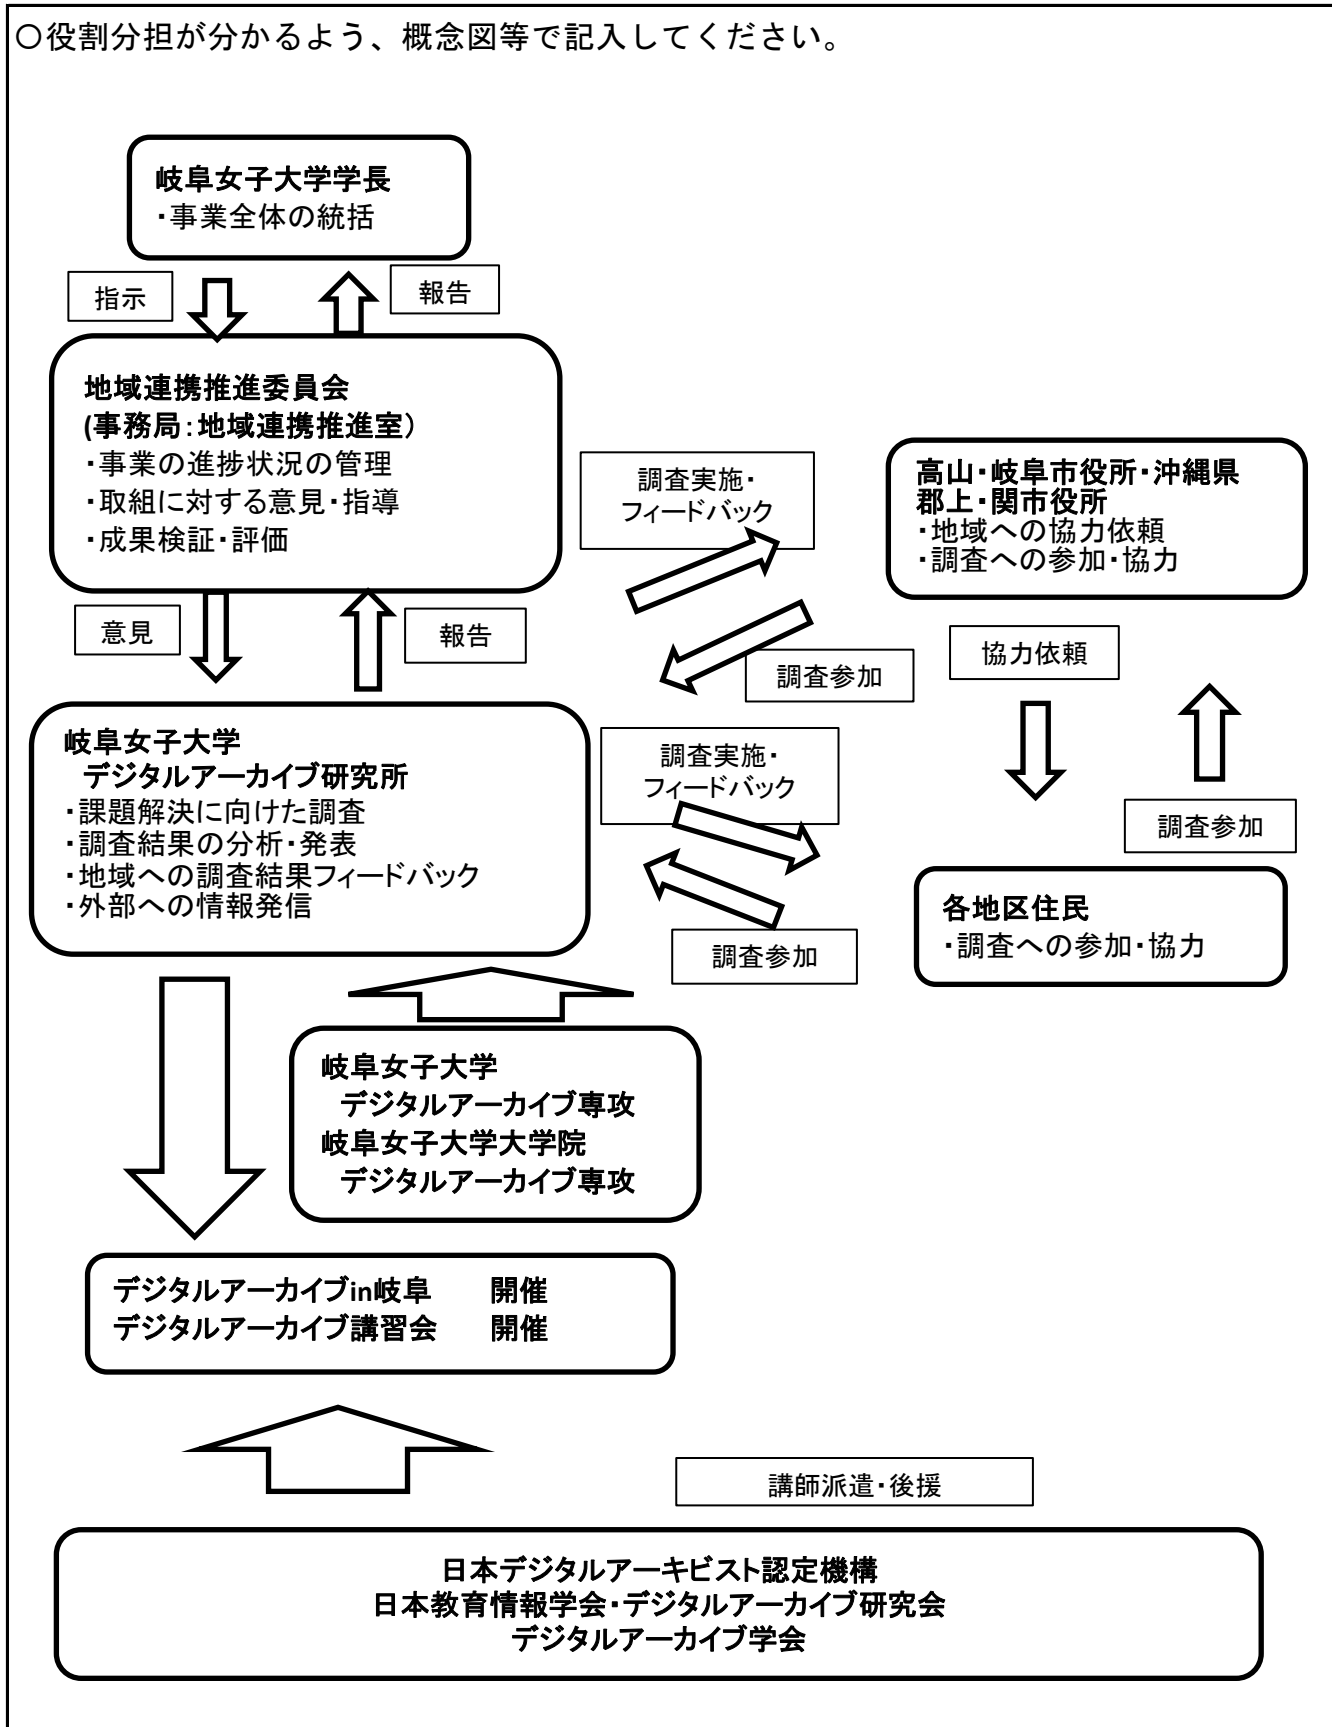 〇役割分担が分かるよう、概念図等で記入してください。
岐阜女子大学学長
・事業全体の統括
指示
報告
地域連携推進委員会
(事務局:地域連携推進室)
・事業の進捗状況の管理
・取組に対する意見・指導
・成果検証・評価
調査実施・
フィードバック
高山・岐阜市役所・沖縄県
郡上・関市役所
・地域への協力依頼
・調査への参加・協力
意見
報告
調査参加
協力依頼
岐阜女子大学
デジタルアーカイブ研究所
・課題解決に向けた調査
・調査結果の分析・発表
・地域への調査結果フィードバック
・外部への情報発信
調査実施・
フィードバック
調査参加
調査参加
各地区住民
・調査への参加・協力
岐阜女子大学
デジタルアーカイブ専攻
岐阜女子大学大学院
デジタルアーカイブ専攻
デジタルアーカイブin岐阜 開催
デジタルアーカイブ講習会 開催
講師派遣・後援
日本デジタルアーキビスト認定機構
日本教育情報学会・デジタルアーカイブ研究会
デジタルアーカイブ学会